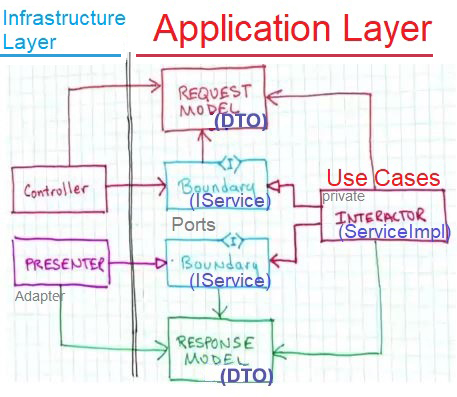 Infrastructure
Layer
Application Layer
REQUEST
MODEL
(DTO)
<I>
Controller
Boundary
(IService)
Use Cases
private
INTERACTOR
(ServiceImpl)
Ports
<I>
PRESENTER
Boundary
(IService)
Adapter
RESPONSE
MODEL
(DTO)